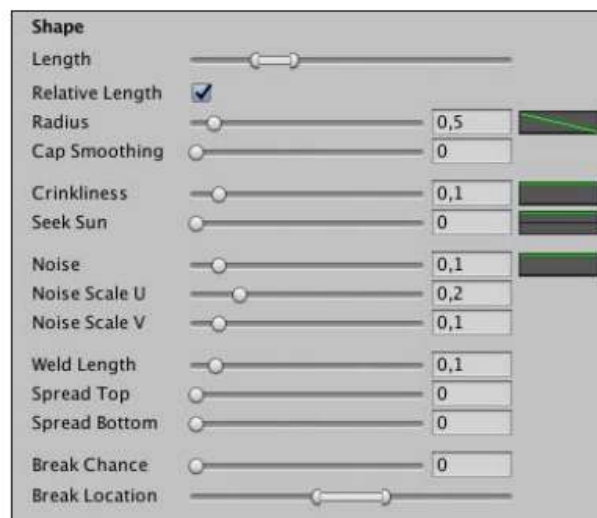 Shape
Length
Relative Length
Radius 0,5
Cap Smoothing 0
Crinkliness 0,1
Seek Sun 0
Noise 0,1
Noise Scale U 0,2
Noise Scale V 0,1
Weld Length 0,1
Spread Top 0
Spread Bottom 0
Break Chance 0
Break Location